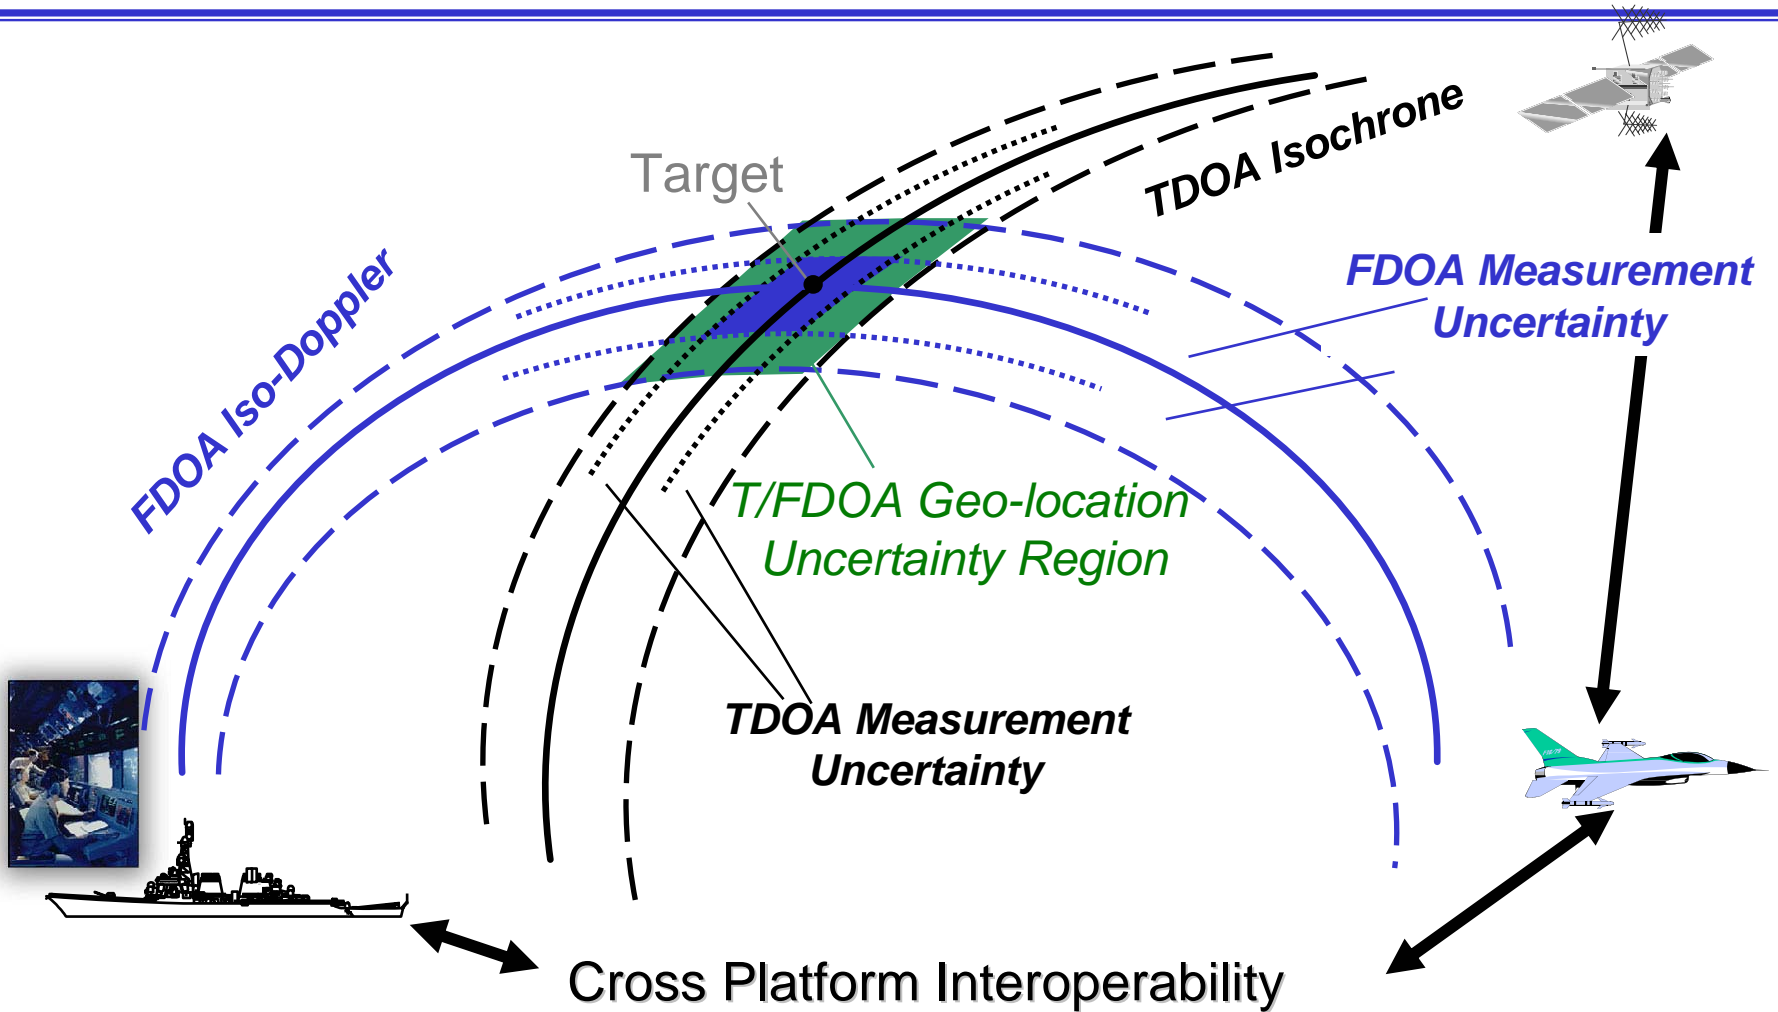 Target
TDOA Isochrone
FDOA Iso-Doppler
FDOA Measurement
Uncertainty
T/FDOA Geo-location
Uncertainty Region
TDOA Measurement
Uncertainty
Cross Platform Interoperability